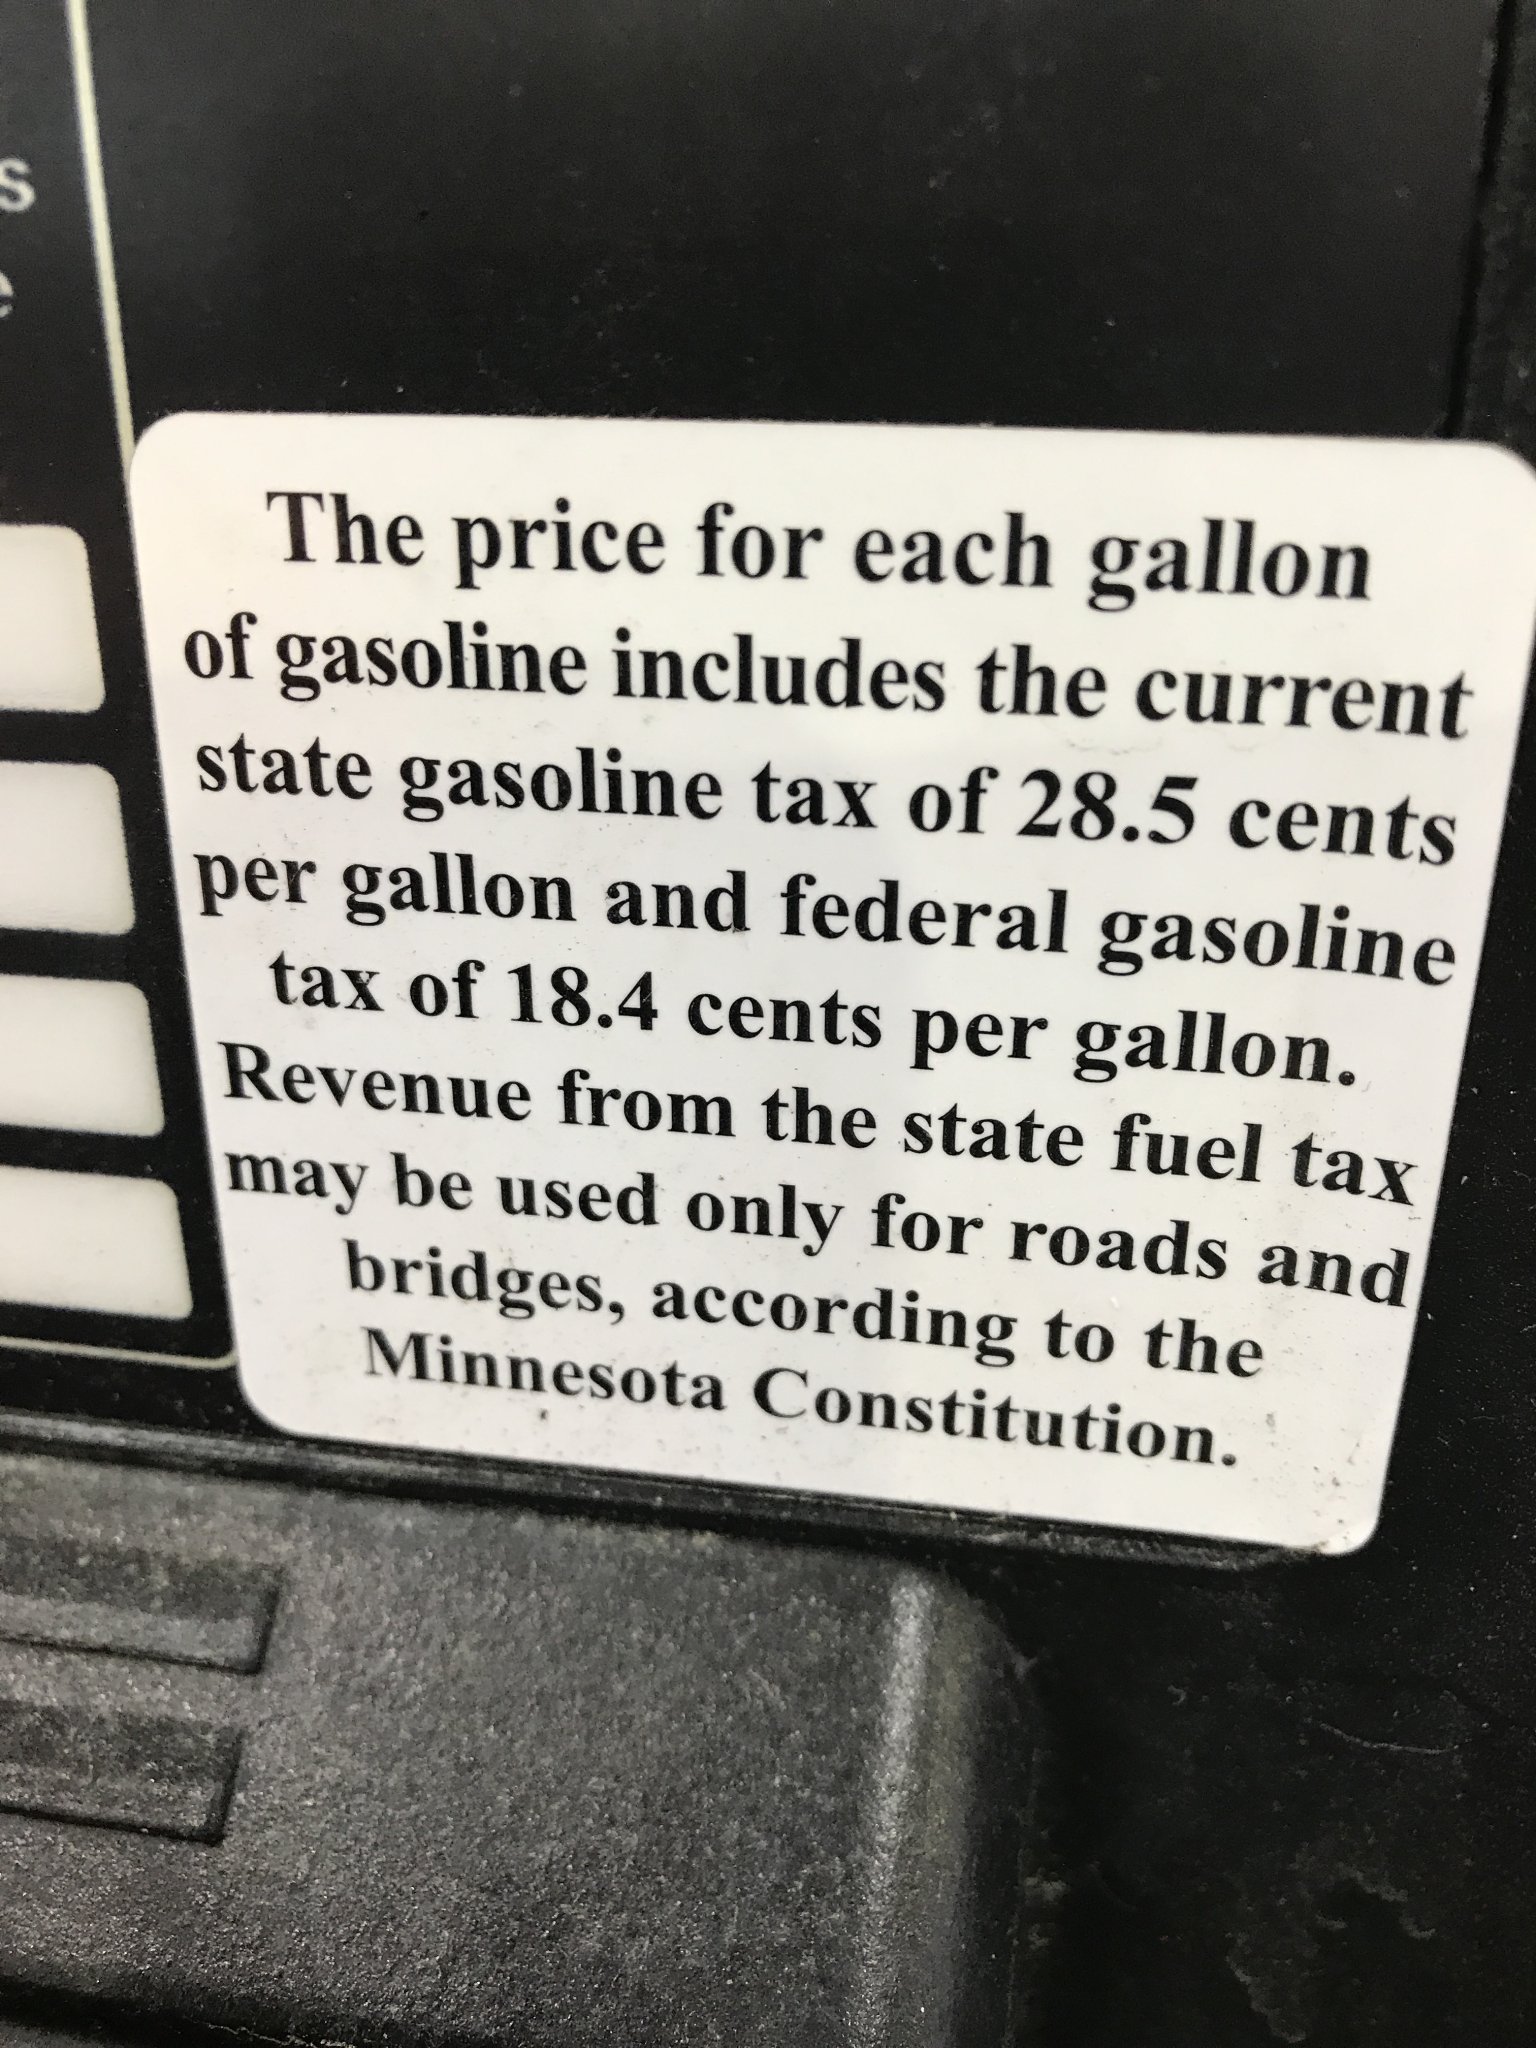 s
The price for each gallon
of gasoline includes the current
state gasoline tax of 28.5 cents
per gallon and federal gasoline
tax of 18.4 cents per gallon.
Revenue from the state fuel tax
may be used only for roads and
bridges, according to the
Minnesota Constitution.